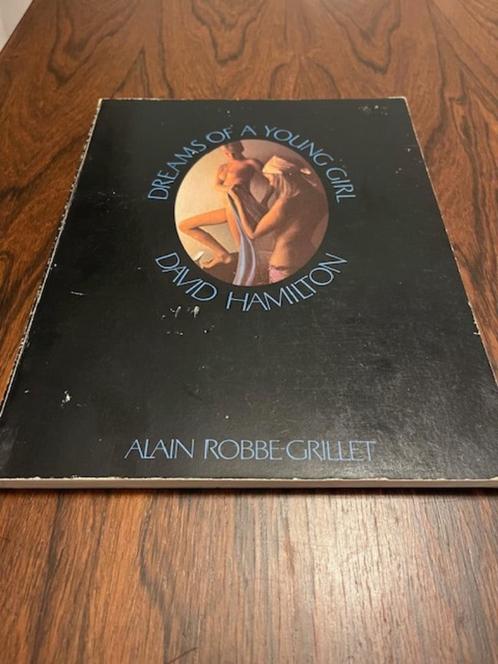 DREAMS OF A YOUNG GIRL
DAVID HAMILTON
ALAIN ROBBE-GRILLET